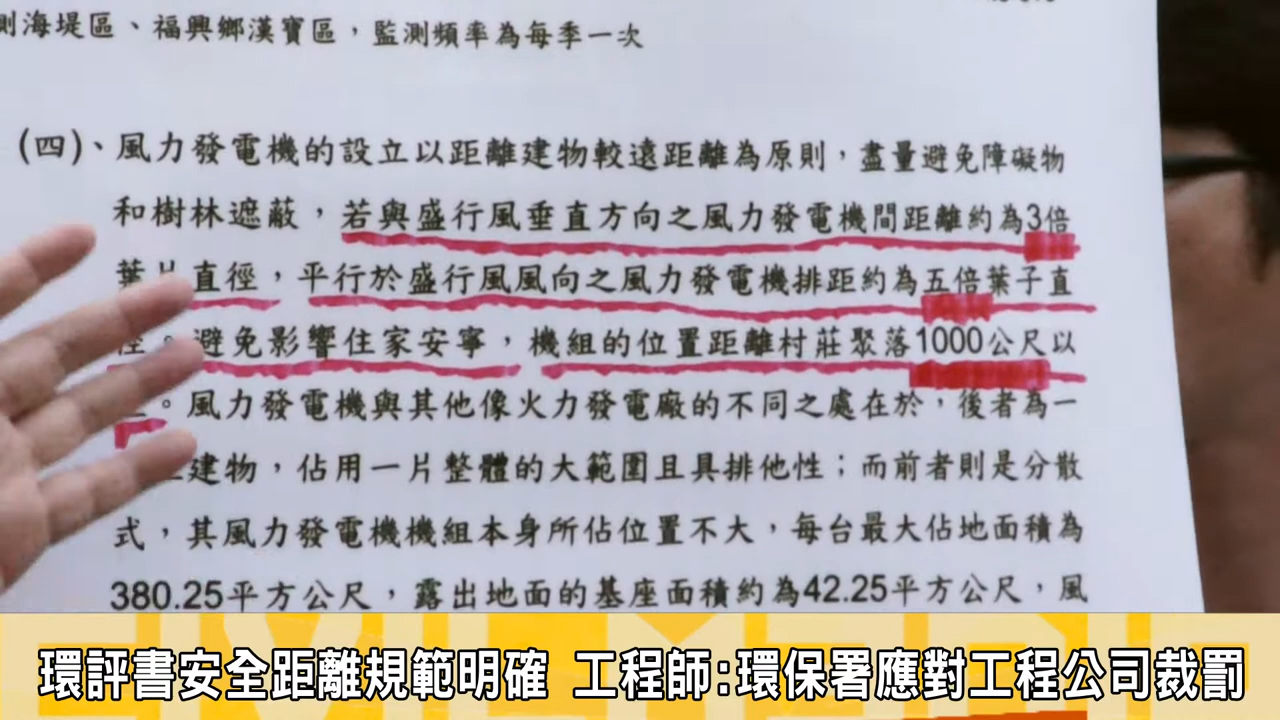 測海堤區、福興鄉漢寶區，監測頻率為每季一次
(四)、風力發電機的設立以距離建物較遠距離為原則，盡量避免障礙物
和樹林遮蔽，若與盛行風垂直方向之風力發電機間距離約為3倍
葉片直徑，平行於盛行風風向之風力發電機排距約為五倍葉子直
徑。避免影響住家安寧，機組的位置距離村莊聚落1000公尺以
。風力發電機與其他像火力發電廠的不同之處在於，後者為一
建物，佔用一片整體的大範圍且具排他性；而前者則是分散
式，其風力發電機機組本身所佔位置不大，每台最大佔地面積為
380.25平方公尺，露出地面的基座面積約為42.25平方公尺，風
環評書安全距離規範明確 工程師:環保署應對工程公司裁罰